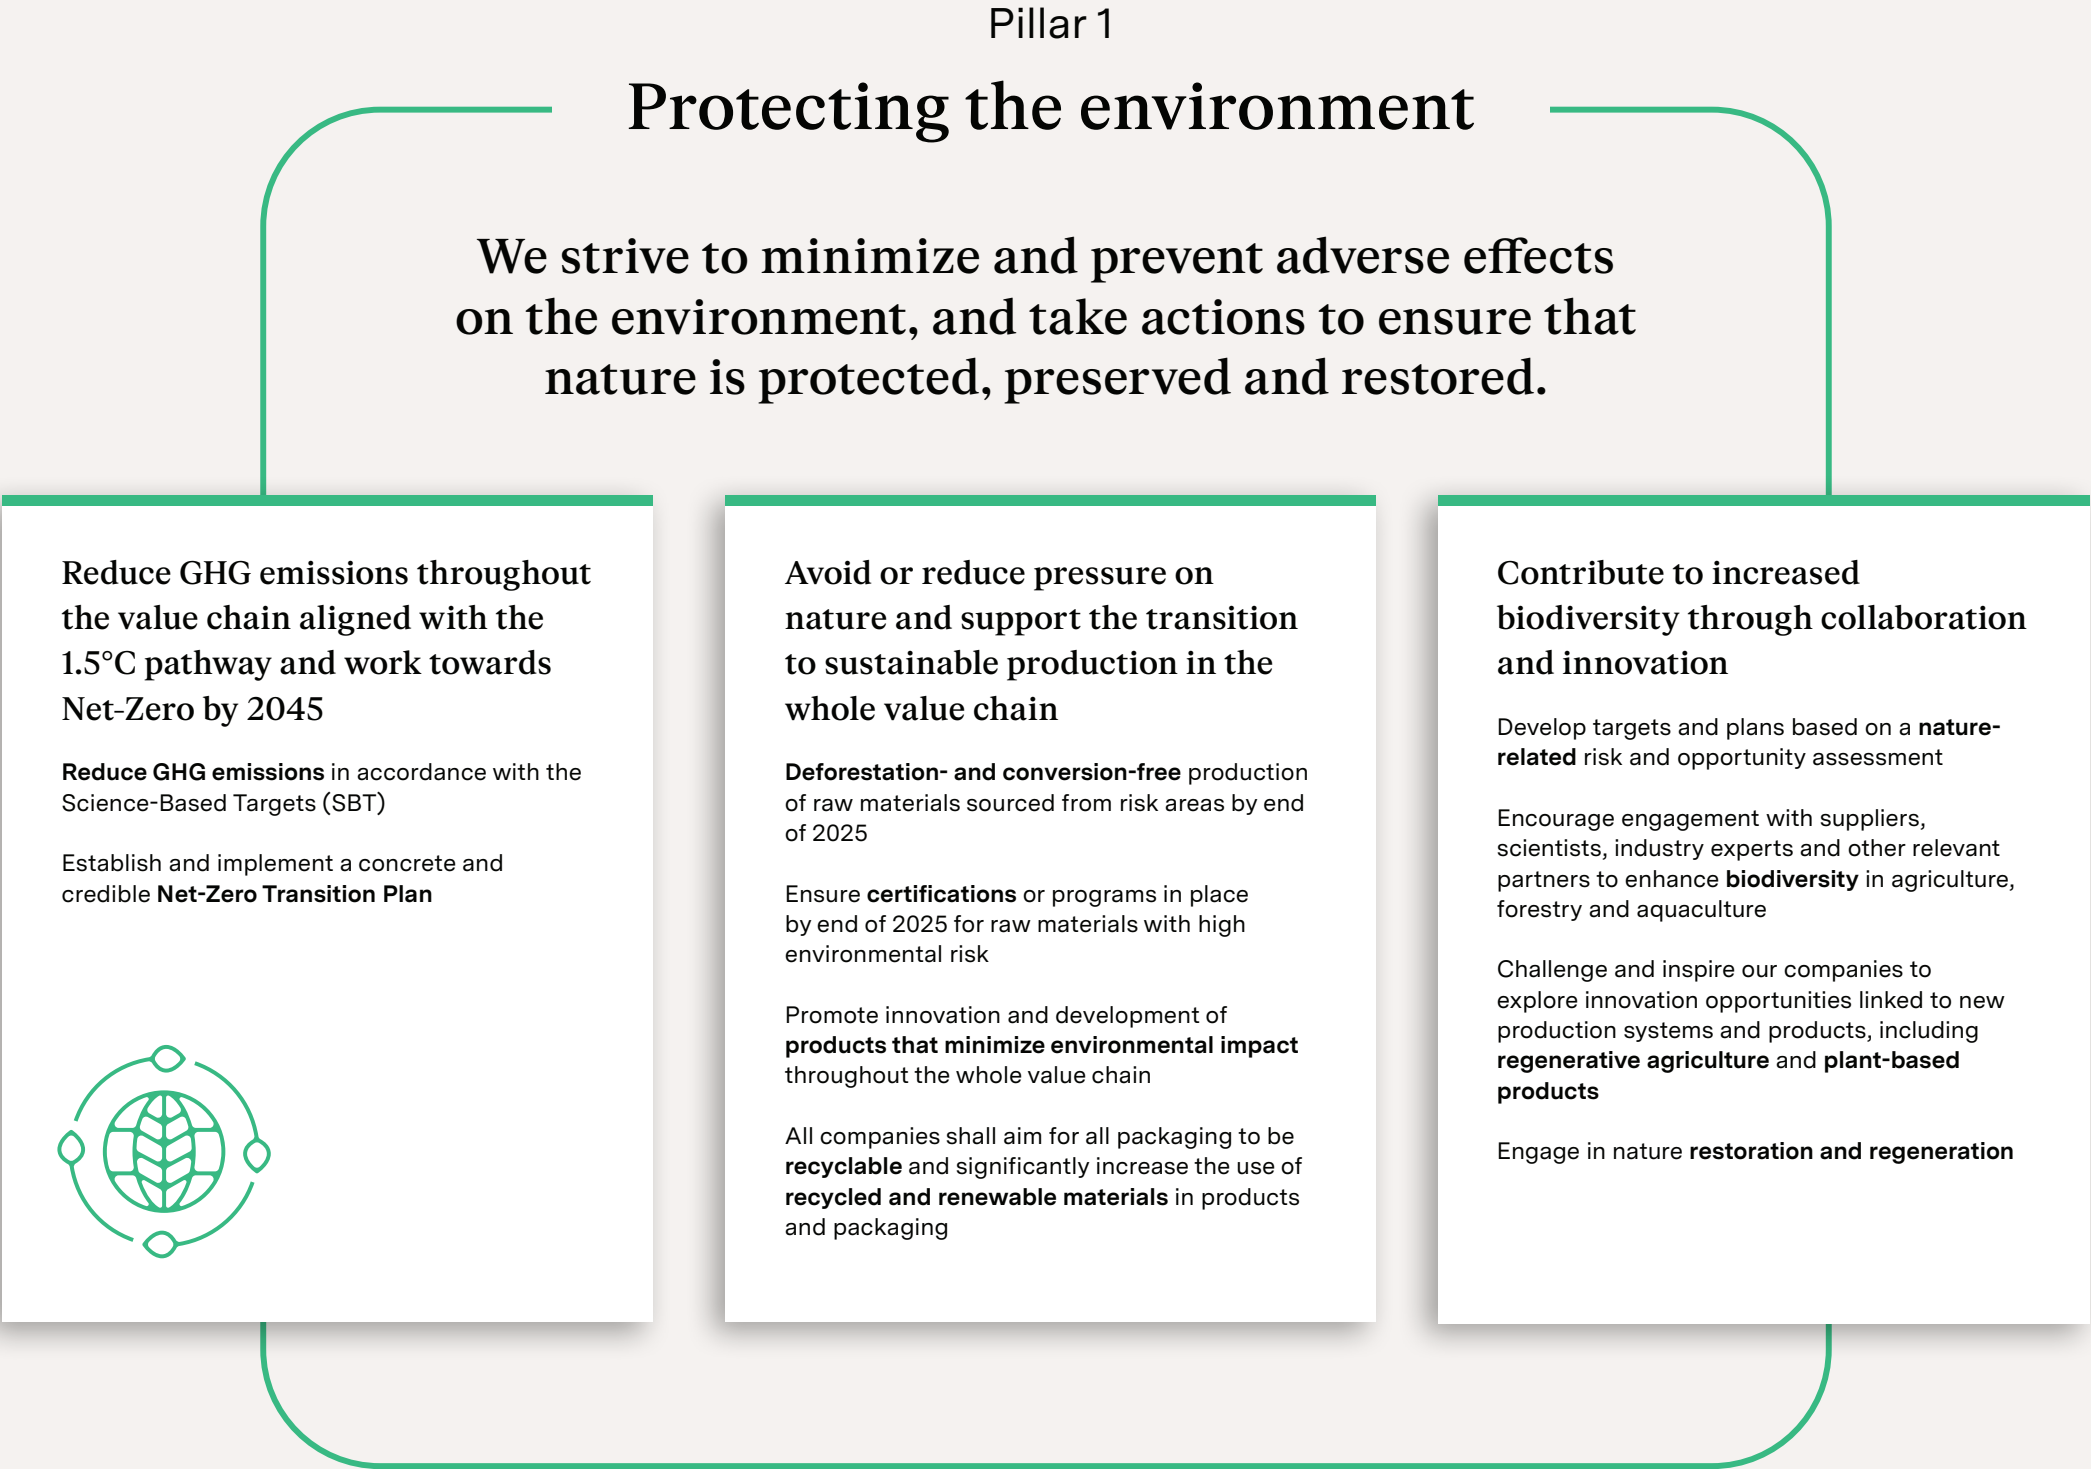 Pillar 1
Protecting the environment
We strive to minimize and prevent adverse effects
on the environment, and take actions to ensure that
nature is protected, preserved and restored.
Reduce GHG emissions throughout
the value chain aligned with the
1.5°C pathway and work towards
Net-Zero by 2045
Reduce GHG emissions in accordance with the
Science-Based Targets (SBT)
Establish and implement a concrete and
credible Net-Zero Transition Plan
Avoid or reduce pressure on
nature and support the transition
to sustainable production in the
whole value chain
Deforestation- and conversion-free production
of raw materials sourced from risk areas by end
of 2025
Ensure certifications or programs in place
by end of 2025 for raw materials with high
environmental risk
Promote innovation and development of
products that minimize environmental impact
throughout the whole value chain
All companies shall aim for all packaging to be
recyclable and significantly increase the use of
recycled and renewable materials in products
and packaging
Contribute to increased
biodiversity through collaboration
and innovation
Develop targets and plans based on a nature-
related risk and opportunity assessment
Encourage engagement with suppliers,
scientists, industry experts and other relevant
partners to enhance biodiversity in agriculture,
forestry and aquaculture
Challenge and inspire our companies to
explore innovation opportunities linked to new
production systems and products, including
regenerative agriculture and plant-based
products
Engage in nature restoration and regeneration